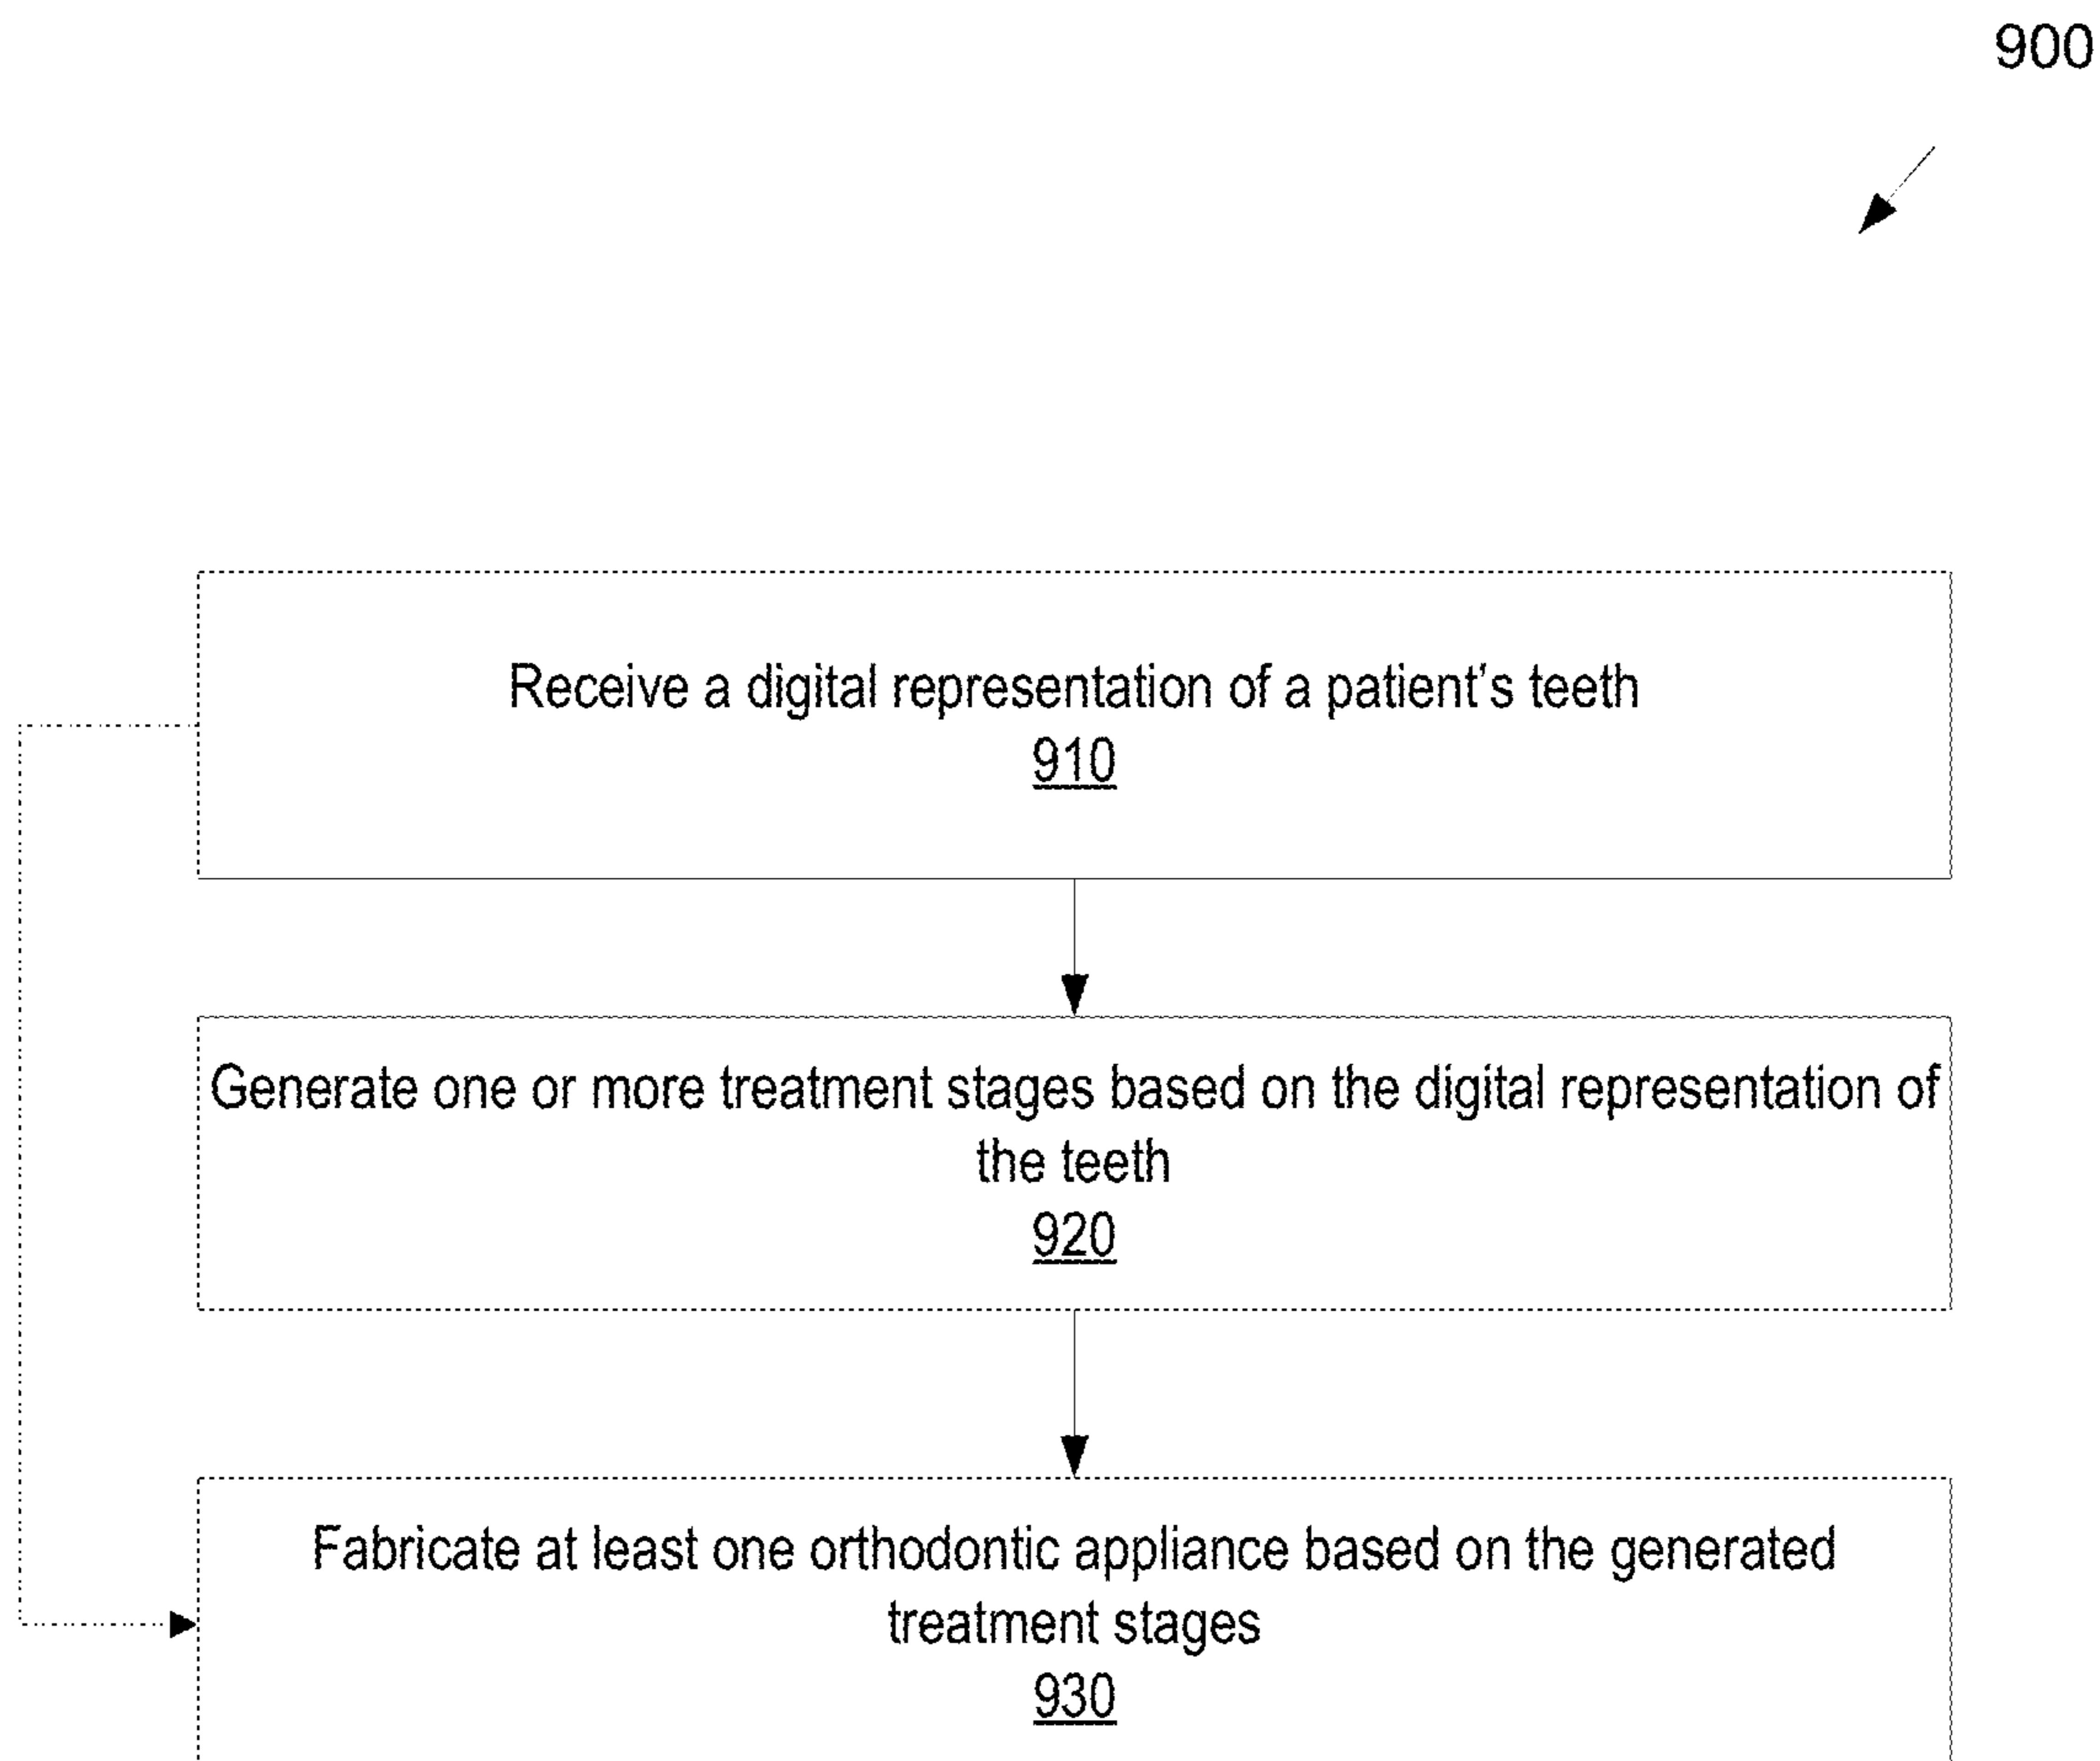 900
Receive a digital representation of a patient's teeth
910
Generate one or more treatment stages based on the digital representation of
the teeth
920
Fabricate at least one orthodontic appliance based on the generated
treatment stages
930